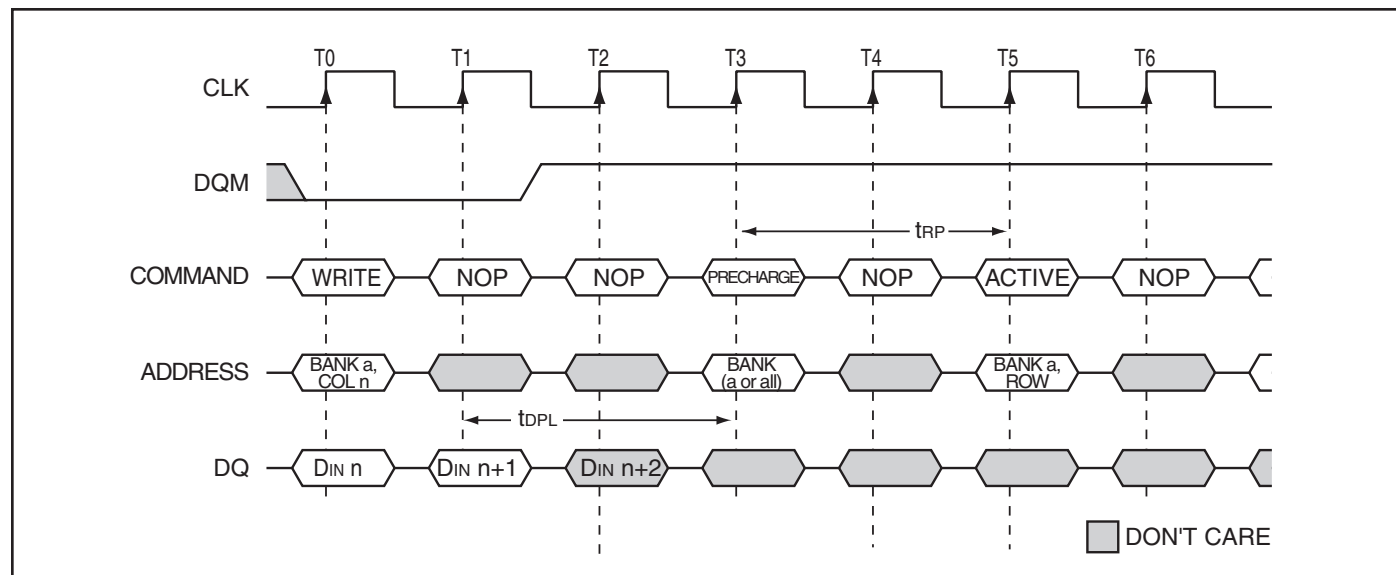 T0 T1 T2 T3 T4 T5 T6
CLK
DQM
tRP
COMMAND WRITE NOP NOP PRECHARGE NOP ACTIVE NOP
ADDRESS BANK a, COL n BANK (a or all) BANK a, ROW
tDPL
DQ DIN n DIN n+1 DIN n+2
DON'T CARE